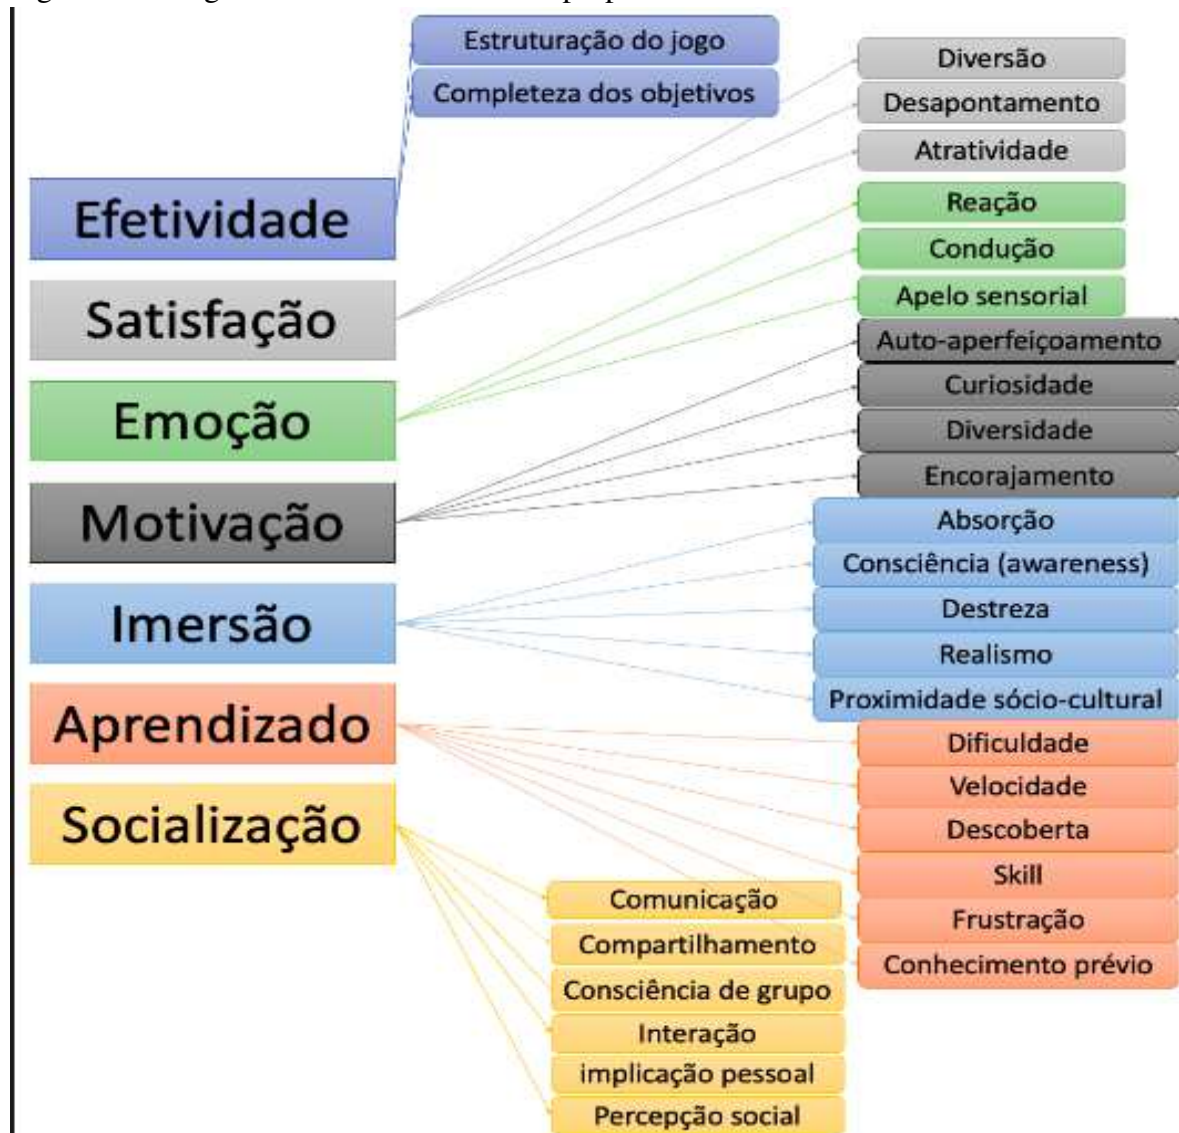 Estruturação do jogo
Completeza dos objetivos
Efetividade
Satisfação
Emoção
Motivação
Imersão
Aprendizado
Socialização
Diversão
Desapontamento
Atratividade
Reação
Condução
Apelo sensorial
Auto-aperfeiçoamento
Curiosidade
Diversidade
Encorajamento
Absorção
Consciência (awareness)
Destreza
Realismo
Proximidade sócio-cultural
Dificuldade
Velocidade
Descoberta
Skill
Frustração
Conhecimento prévio
Comunicação
Compartilhamento
Consciência de grupo
Interação
implicação pessoal
Percepção social